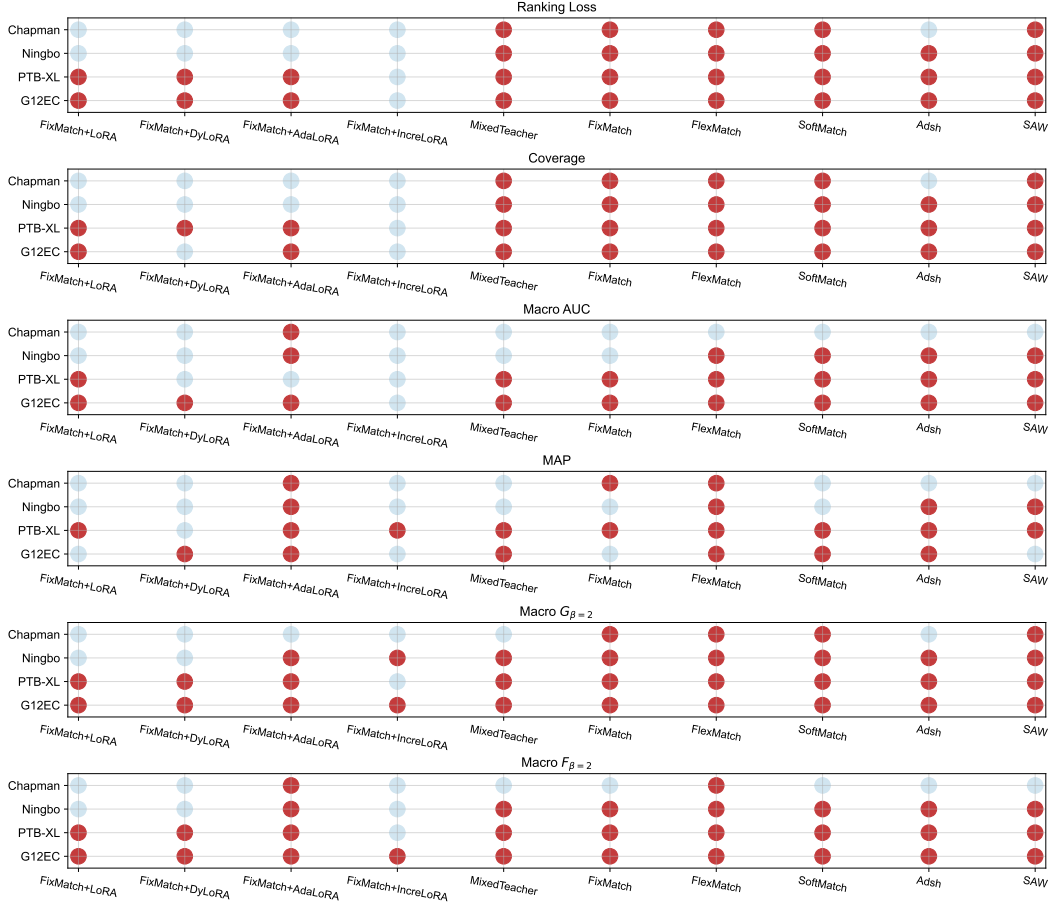 Ranking Loss
Chapman
Ningbo
PTB-XL
G12EC
FixMatch+LoRA FixMatch+DyLoRA FixMatch+AdaLoRA FixMatch+IncreLoRA MixedTeacher FixMatch FlexMatch SoftMatch Adsh SAW
Coverage
Chapman
Ningbo
PTB-XL
G12EC
FixMatch+LoRA FixMatch+DyLoRA FixMatch+AdaLoRA FixMatch+IncreLoRA MixedTeacher FixMatch FlexMatch SoftMatch Adsh SAW
Macro AUC
Chapman
Ningbo
PTB-XL
G12EC
FixMatch+LoRA FixMatch+DyLoRA FixMatch+AdaLoRA FixMatch+IncreLoRA MixedTeacher FixMatch FlexMatch SoftMatch Adsh SAW
MAP
Chapman
Ningbo
PTB-XL
G12EC
FixMatch+LoRA FixMatch+DyLoRA FixMatch+AdaLoRA FixMatch+IncreLoRA MixedTeacher FixMatch FlexMatch SoftMatch Adsh SAW
Macro Gβ=2
Chapman
Ningbo
PTB-XL
G12EC
FixMatch+LoRA FixMatch+DyLoRA FixMatch+AdaLoRA FixMatch+IncreLoRA MixedTeacher FixMatch FlexMatch SoftMatch Adsh SAW
Macro Fβ=2
Chapman
Ningbo
PTB-XL
G12EC
FixMatch+LoRA FixMatch+DyLoRA FixMatch+AdaLoRA FixMatch+IncreLoRA MixedTeacher FixMatch FlexMatch SoftMatch Adsh SAW